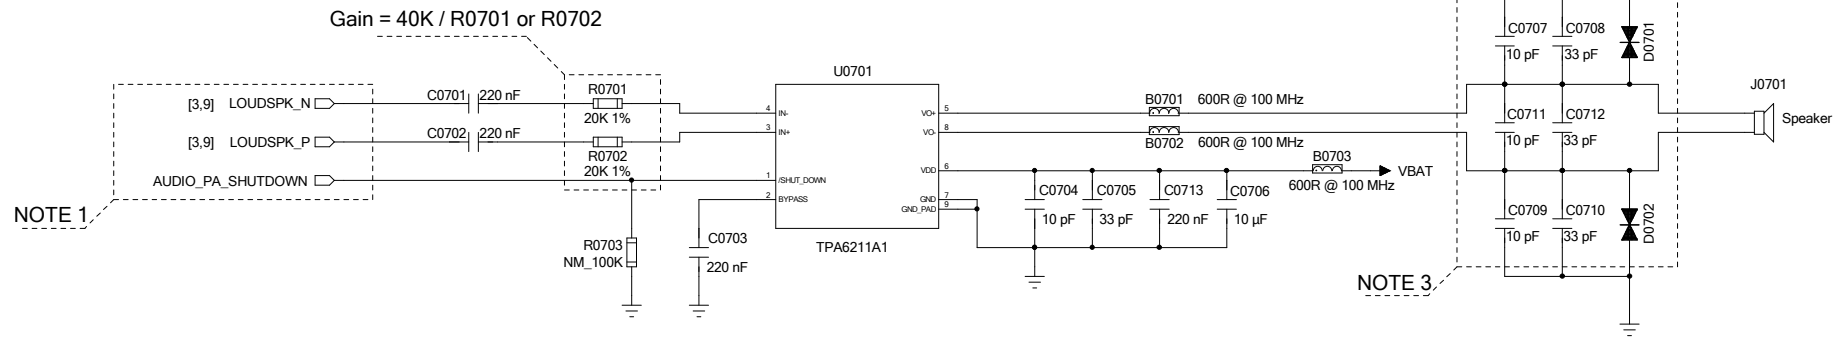 Gain = 40K / R0701 or R0702
NOTE 1
[3,9] LOUDSPK_N
[3,9] LOUDSPK_P
AUDIO_PA_SHUTDOWN
C0701 220 nF
C0702 220 nF
R0701
20K 1%
R0702
20K 1%
R0703
NM_100K
C0703
220 nF
U0701
4 IN-
3 IN+
1 /SHUT_DOWN
2 BYPASS
VO+ 5
VO- 8
VDD 6
GND 7
GND_PAD 9
TPA6211A1
B0701 600R @ 100 MHz
B0702 600R @ 100 MHz
B0703
600R @ 100 MHz
VBAT
C0704
10 pF
C0705
33 pF
C0713
220 nF
C0706
10 µF
C0707
10 pF
C0708
33 pF
D0701
C0711
10 pF
C0712
33 pF
C0709
10 pF
C0710
33 pF
D0702
J0701
Speaker
NOTE 3